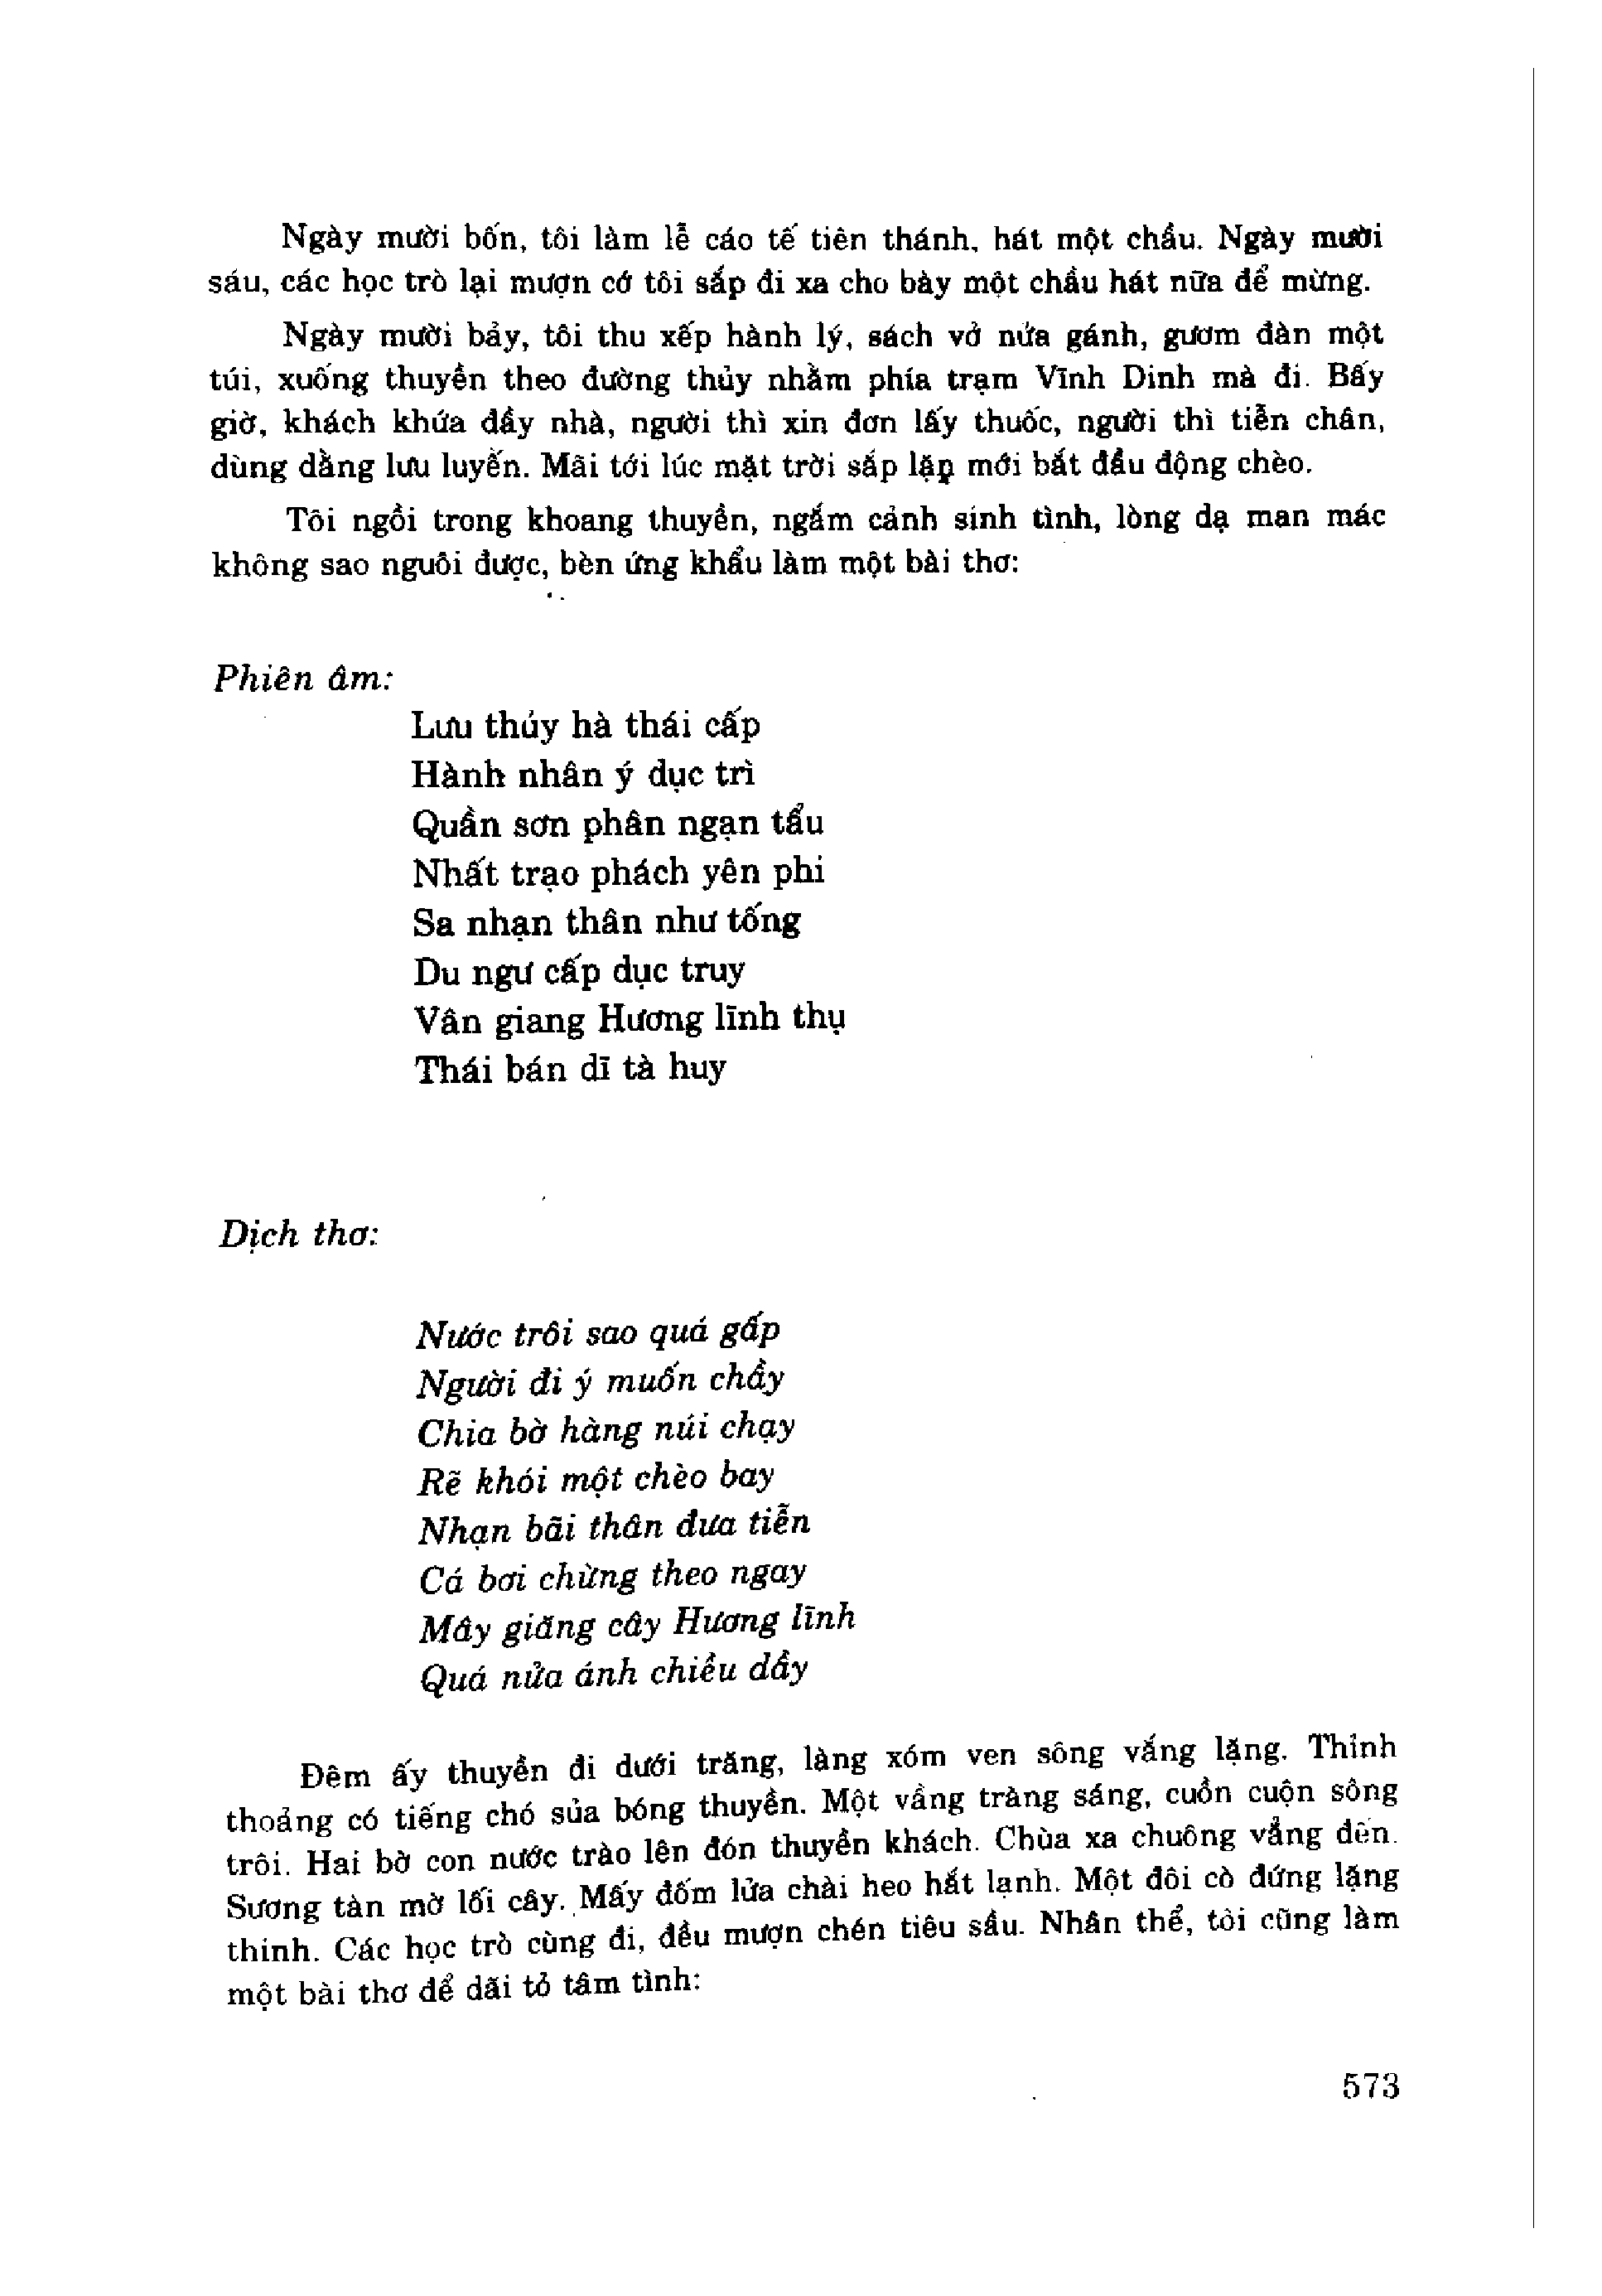 Ngày mười bốn, tôi làm lễ cáo tế tiên thánh, hát một chầu. Ngày mười
sáu, các học trò lại mượn cớ tôi sắp đi xa cho bày một chầu hát nữa để mừng.
Ngày mười bảy, tôi thu xếp hành lý, sách vở nửa gánh, gươm đàn một
túi, xuống thuyền theo đường thủy nhằm phía trạm Vĩnh Dinh mà đi. Bấy
giờ, khách khứa đầy nhà, người thì xin đơn lấy thuốc, người thì tiễn chân,
dùng dằng lưu luyến. Mãi tới lúc mặt trời sắp lặp mới bắt đầu động chèo.
Tôi ngồi trong khoang thuyền, ngắm cảnh sinh tình, lòng dạ man mác
không sao nguôi được, bèn ứng khẩu làm một bài thơ:
Phiên âm:
Lưu thủy hà thái cấp
Hành nhân ý dục trì
Quần sơn phân ngạn tẩu
Nhất trạo phách yên phi
Sa nhạn thân như tống
Du ngư cấp dục truy
Vân giang Hương lĩnh thụ
Thái bán dĩ tà huy
Dịch thơ:
Nước trôi sao quá gấp
Người đi ý muốn chầy
Chia bờ hàng núi chạy
Rẽ khói một chèo bay
Nhạn bãi thân đưa tiễn
Cá bơi chừng theo ngay
Mây giăng cây Hương lĩnh
Quá nửa ánh chiều dầy
Đêm ấy thuyền đi dưới trăng, làng xóm ven sông vắng lặng. Thỉnh
thoảng có tiếng chó sủa bóng thuyền. Một vầng tràng sáng, cuồn cuộn sông
trôi. Hai bờ con nước trào lên đón thuyền khách. Chùa xa chuông vẳng đến.
Sương tàn mờ lối cây. Mấy đốm lửa chài heo hắt lạnh. Một đôi cò đứng lặng
thinh. Các học trò cùng đi, đều mượn chén tiêu sầu. Nhân thể, tôi cũng làm
một bài thơ để dãi tỏ tâm tình:
573